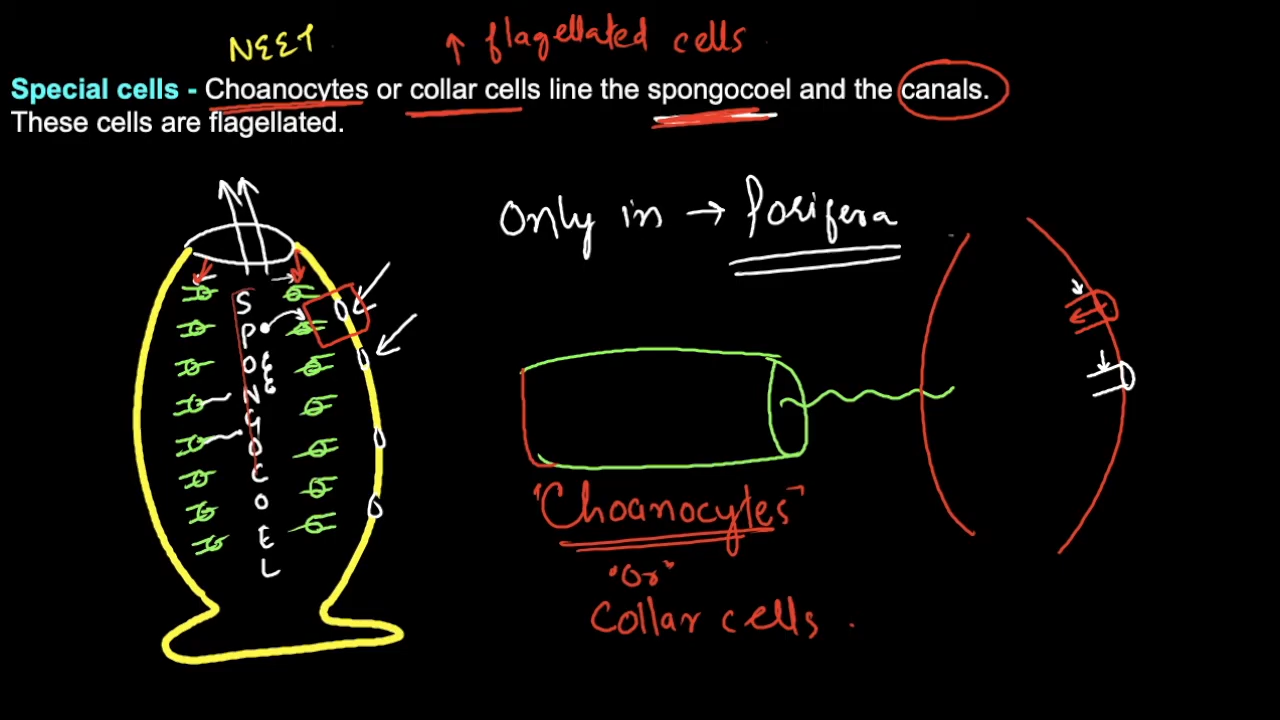 NEET
↑ flagellated cells
Special cells - Choanocytes or collar cells line the spongocoel and the canals.
These cells are flagellated.
Only in → Porifera
SPONGOCOEL
"Choanocytes"
"Or"
Collar cells.